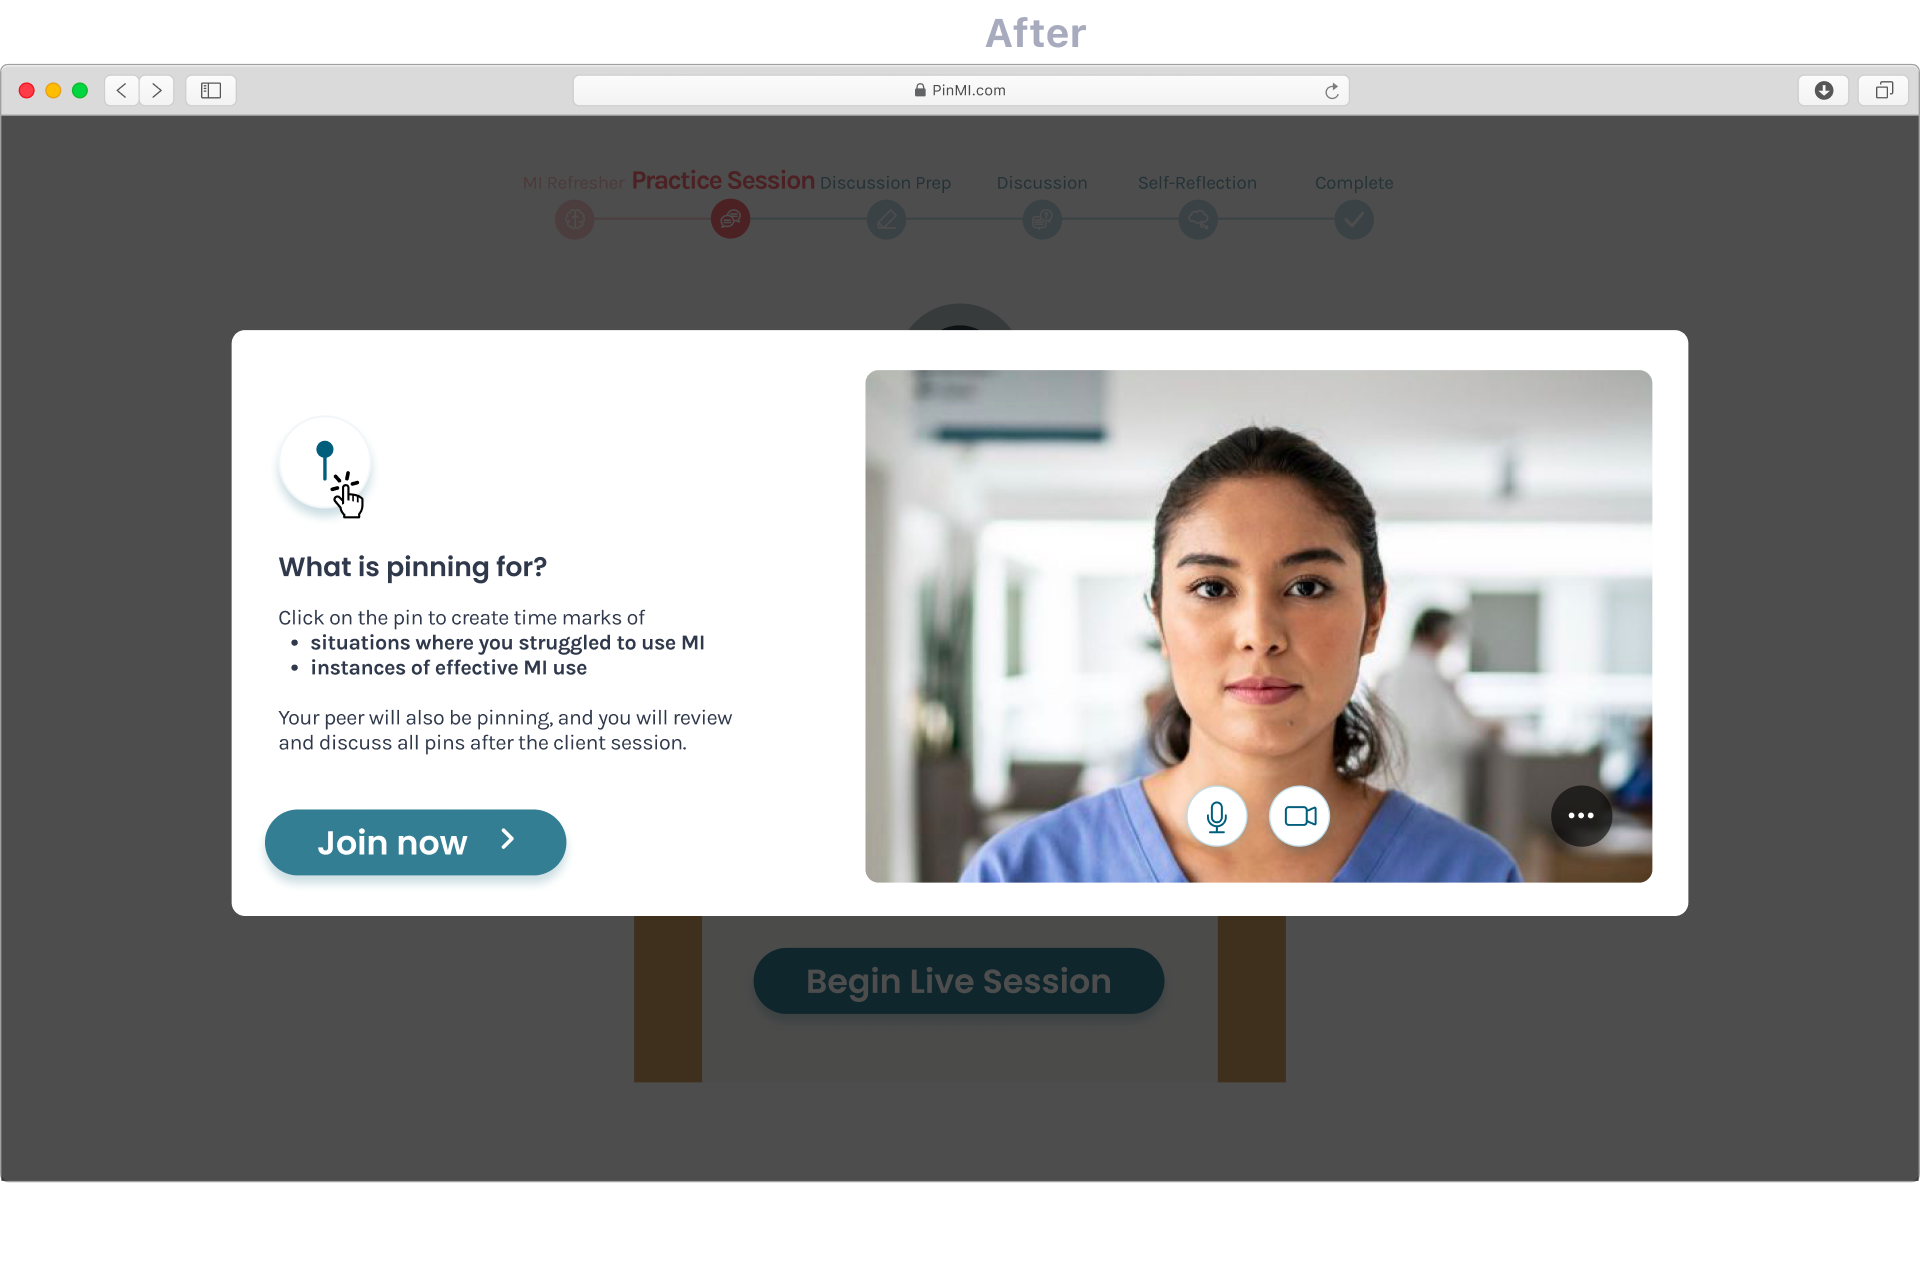 After
PinMI.com
MI Refresher Practice Session Discussion Prep Discussion Self-Reflection Complete
What is pinning for?
Click on the pin to create time marks of
• situations where you struggled to use MI
• instances of effective MI use
Your peer will also be pinning, and you will review
and discuss all pins after the client session.
Join now
Begin Live Session